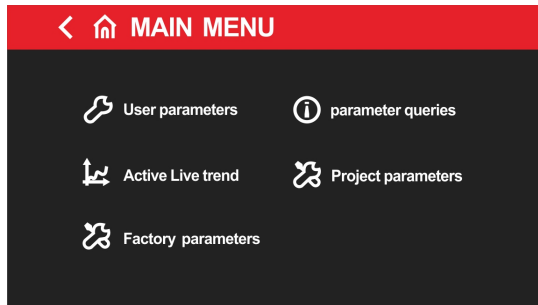 MAIN MENU
User parameters
parameter queries
Active Live trend
Project parameters
Factory parameters